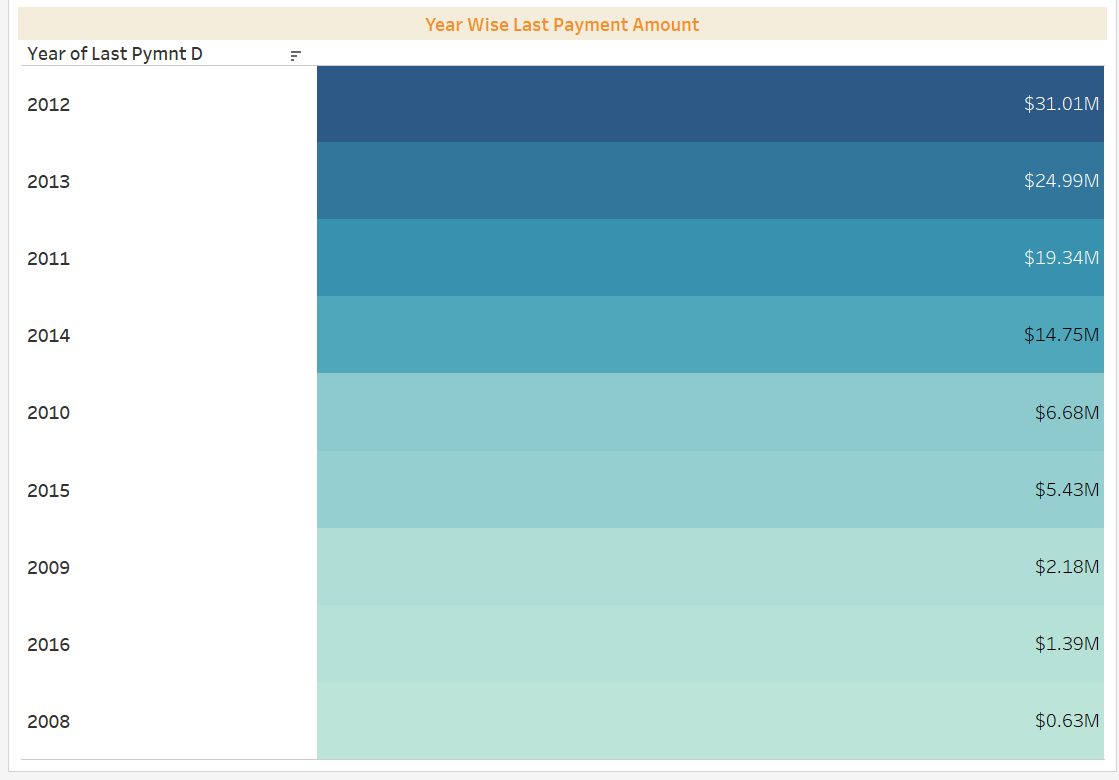 Year Wise Last Payment Amount
Year of Last Pymnt D
2012 $31.01M
2013 $24.99M
2011 $19.34M
2014 $14.75M
2010 $6.68M
2015 $5.43M
2009 $2.18M
2016 $1.39M
2008 $0.63M